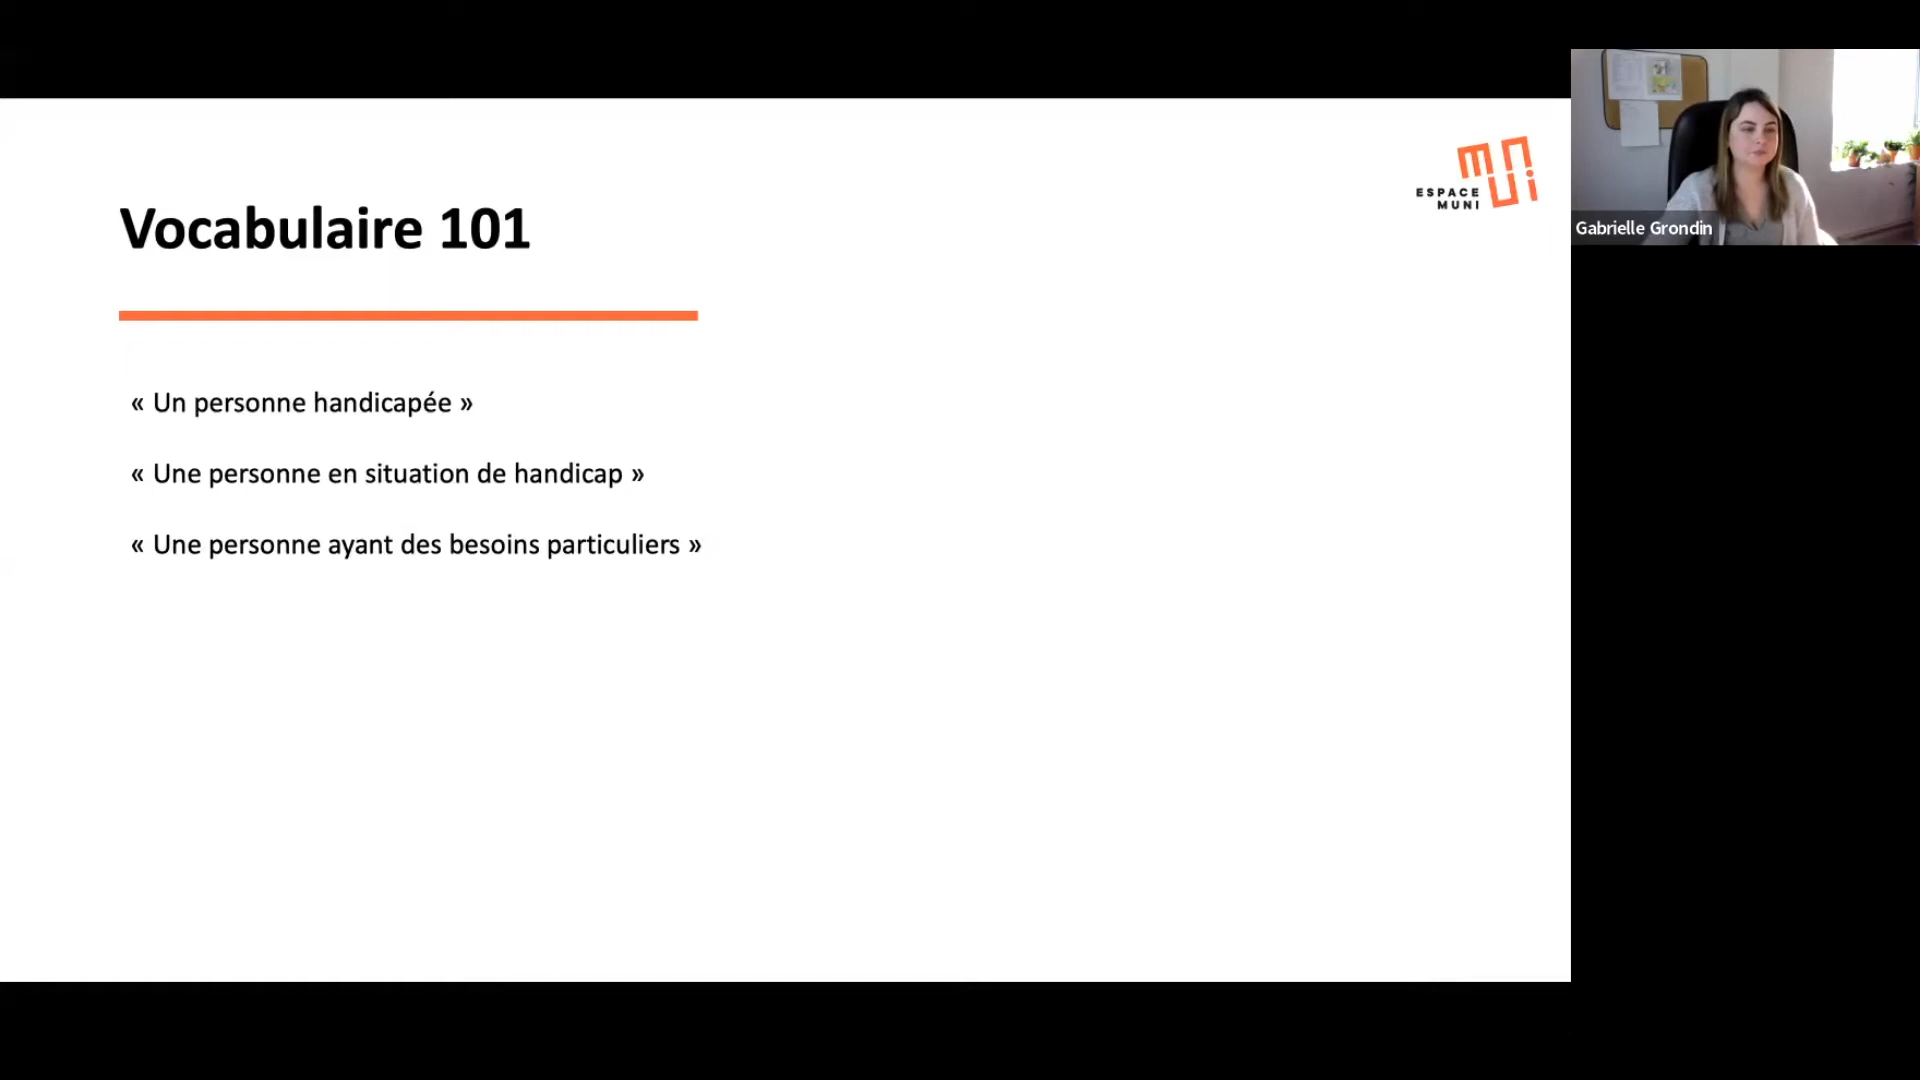 Vocabulaire 101
ESPACE
MUNI
muni
« Un personne handicapée »
« Une personne en situation de handicap »
« Une personne ayant des besoins particuliers »
Gabrielle Grondin